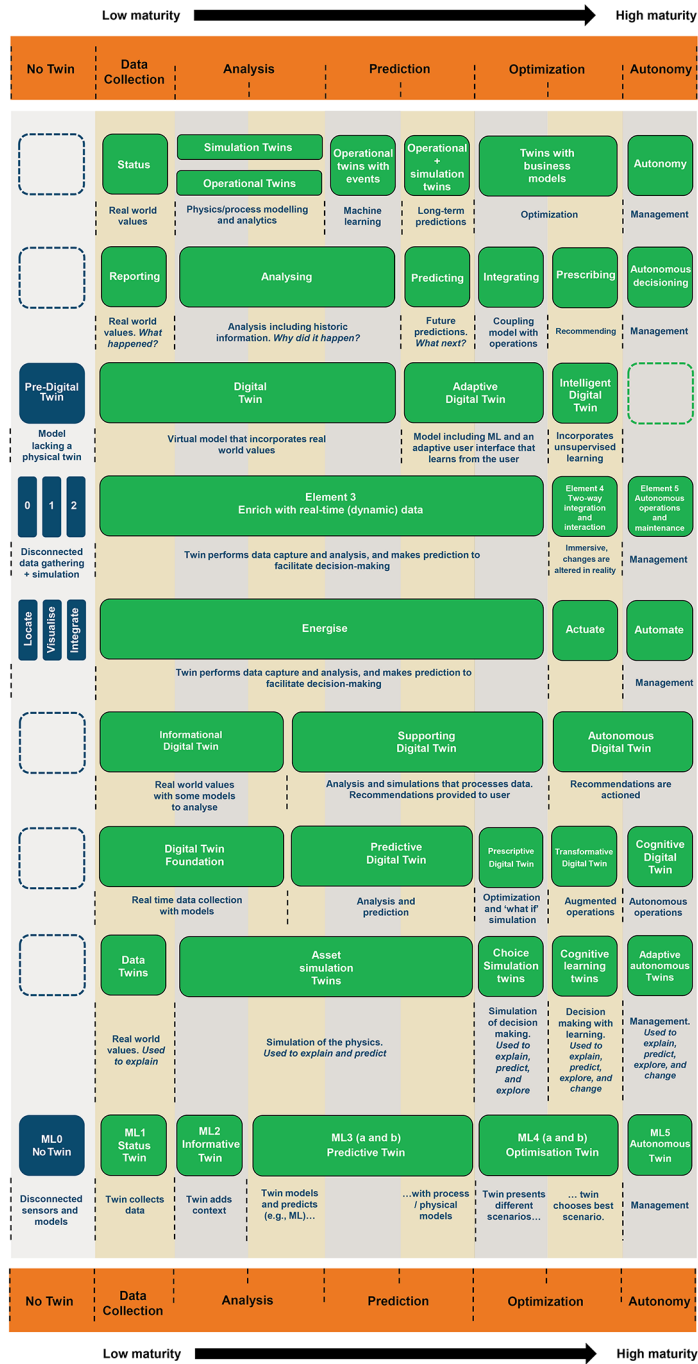 Low maturity
High maturity
No Twin
Data
Collection
Analysis
Prediction
Optimization
Autonomy
Status
Simulation Twins
Operational Twins
Operational
twins with
events
Operational
+
simulation
twins
Twins with
business
models
Autonomy
Real world
values
Physics/process modelling
and analytics
Machine
learning
Long-term
predictions
Optimization
Management
Reporting
Analysing
Predicting
Integrating
Prescribing
Autonomous
decisioning
Real world
values. What
happened?
Analysis including historic
information. Why did it happen?
Future
predictions.
What next?
Coupling
model with
operations
Recommending
Management
Pre-Digital
Twin
Digital
Twin
Adaptive
Digital Twin
Intelligent
Digital
Twin
Model
lacking a
physical twin
Virtual model that incorporates real
world values
Model including ML and an
adaptive user interface that
learns from the user
Incorporates
unsupervised
learning
0
1
2
Element 3
Enrich with real-time (dynamic) data
Element 4
Two-way
integration
and
interaction
Element 5
Autonomous
operations
and
maintenance
Disconnected
data gathering
+ simulation
Twin performs data capture and analysis, and makes prediction to
facilitate decision-making
Immersive,
changes are
altered in reality
Management
Locate
Visualise
Integrate
Energise
Actuate
Automate
Twin performs data capture and analysis, and makes prediction to
facilitate decision-making
Management
Informational
Digital Twin
Supporting
Digital Twin
Autonomous
Digital Twin
Real world values
with some models
to analyse
Analysis and simulations that processes data.
Recommendations provided to user
Recommendations are
actioned
Digital Twin
Foundation
Predictive
Digital Twin
Prescriptive
Digital Twin
Transformative
Digital Twin
Cognitive
Digital
Twin
Real time data collection
with models
Analysis and
prediction
Optimization
and ‘what if’
simulation
Augmented
operations
Autonomous
operations
Data
Twins
Asset
simulation
Twins
Choice
Simulation
twins
Cognitive
learning
twins
Adaptive
autonomous
Twins
Real world
values. Used
to explain
Simulation of the physics.
Used to explain and predict
Simulation
of decision
making.
Used to
explain,
predict,
and
explore
Decision
making with
learning.
Used to
explain,
predict,
explore, and
change
Management.
Used to
explain,
predict,
explore, and
change
ML0
No Twin
ML1
Status
Twin
ML2
Informative
Twin
ML3 (a and b)
Predictive Twin
ML4 (a and b)
Optimisation Twin
ML5
Autonomous
Twin
Disconnected
sensors and
models
Twin collects
data
Twin adds
context
Twin models
and predicts
(e.g., ML)…
…with process
/ physical
models
Twin presents
different
scenarios…
… twin
chooses best
scenario.
Management
No Twin
Data
Collection
Analysis
Prediction
Optimization
Autonomy
Low maturity
High maturity